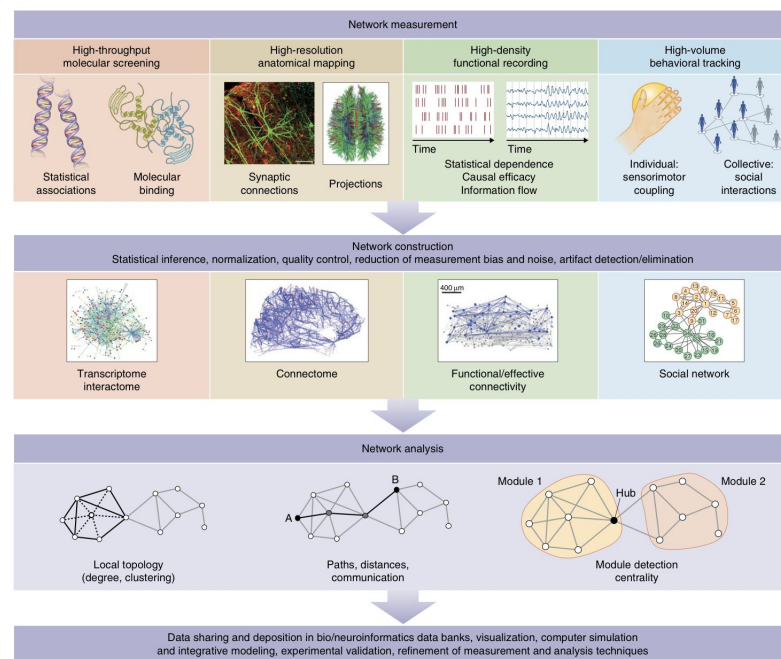 Network measurement
High-throughput
molecular screening
High-resolution
anatomical mapping
High-density
functional recording
High-volume
behavioral tracking
Statistical
associations
Molecular
binding
Synaptic
connections
Projections
Time
Time
Statistical dependence
Causal efficacy
Information flow
Individual:
sensorimotor
coupling
Collective:
social
interactions
Network construction
Statistical inference, normalization, quality control, reduction of measurement bias and noise, artifact detection/elimination
400 µm
Transcriptome
interactome
Connectome
Functional/effective
connectivity
Social network
Network analysis
A
B
Module 1
Hub
Module 2
Local topology
(degree, clustering)
Paths, distances,
communication
Module detection
centrality
Data sharing and deposition in bio/neuroinformatics data banks, visualization, computer simulation
and integrative modeling, experimental validation, refinement of measurement and analysis techniques